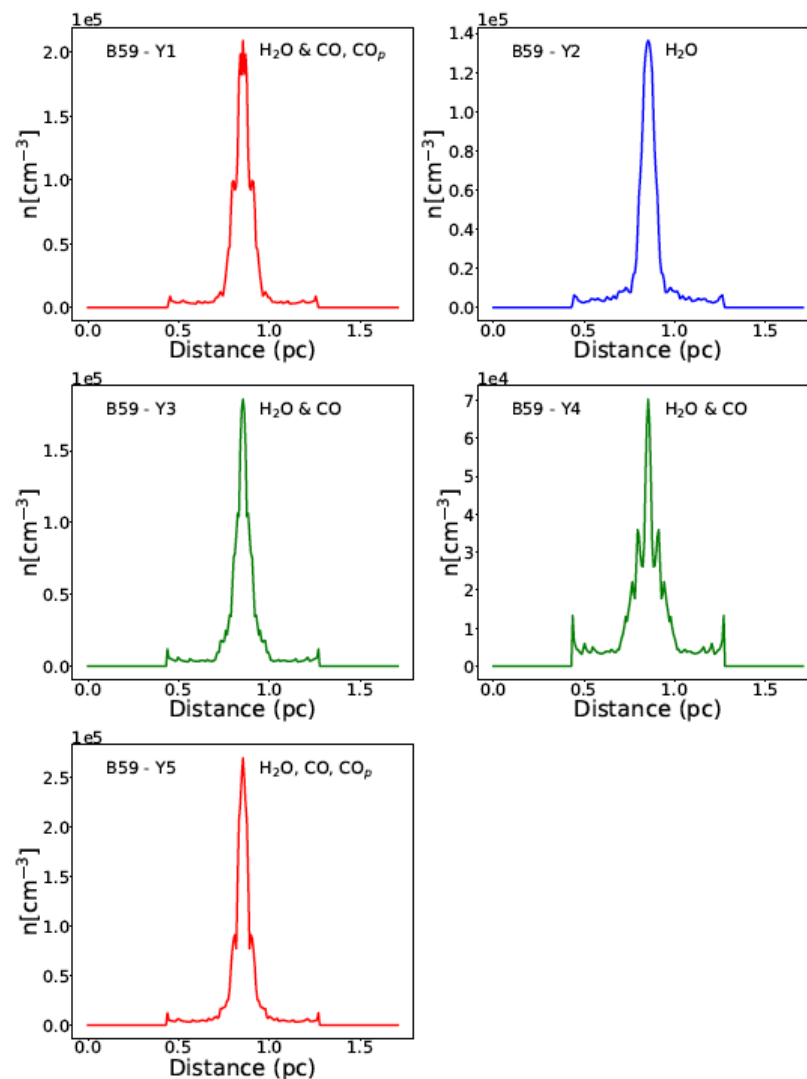 1e5
B59 - Y1 H₂O & CO, COₚ
n[cm⁻³]
2.0
1.5
1.0
0.5
0.0
0.0 0.5 1.0 1.5
Distance (pc)
1e5
B59 - Y2 H₂O
n[cm⁻³]
1.4
1.2
1.0
0.8
0.6
0.4
0.2
0.0
0.0 0.5 1.0 1.5
Distance (pc)
1e5
B59 - Y3 H₂O & CO
n[cm⁻³]
1.5
1.0
0.5
0.0
0.0 0.5 1.0 1.5
Distance (pc)
1e4
B59 - Y4 H₂O & CO
n[cm⁻³]
7
6
5
4
3
2
1
0
0.0 0.5 1.0 1.5
Distance (pc)
1e5
B59 - Y5 H₂O, CO, COₚ
n[cm⁻³]
2.5
2.0
1.5
1.0
0.5
0.0
0.0 0.5 1.0 1.5
Distance (pc)